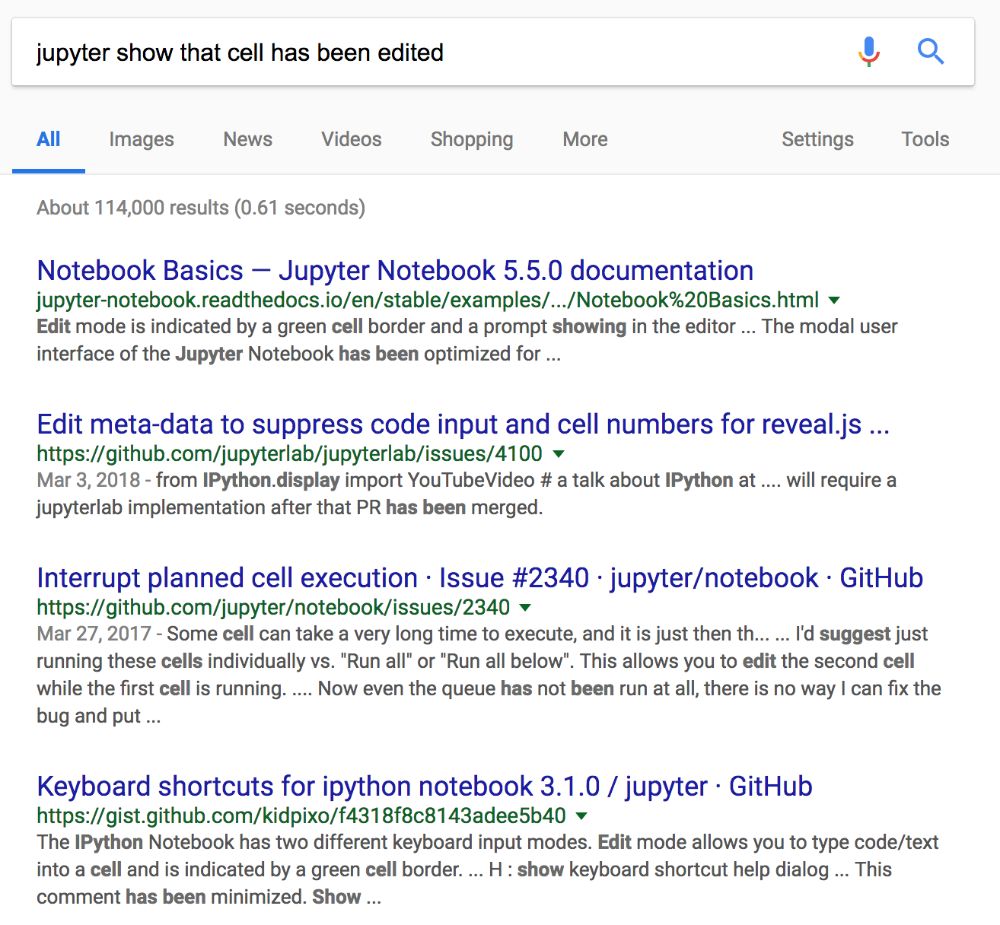 jupyter show that cell has been edited
All Images News Videos Shopping More Settings Tools
About 114,000 results (0.61 seconds)
Notebook Basics — Jupyter Notebook 5.5.0 documentation
jupyter-notebook.readthedocs.io/en/stable/examples/.../Notebook%20Basics.html
Edit mode is indicated by a green cell border and a prompt showing in the editor ... The modal user
interface of the Jupyter Notebook has been optimized for ...
Edit meta-data to suppress code input and cell numbers for reveal.js ...
https://github.com/jupyterlab/jupyterlab/issues/4100
Mar 3, 2018 - from IPython.display import YouTubeVideo # a talk about IPython at .... will require a
jupyterlab implementation after that PR has been merged.
Interrupt planned cell execution · Issue #2340 · jupyter/notebook · GitHub
https://github.com/jupyter/notebook/issues/2340
Mar 27, 2017 - Some cell can take a very long time to execute, and it is just then th... ... I'd suggest just
running these cells individually vs. "Run all" or "Run all below". This allows you to edit the second cell
while the first cell is running. .... Now even the queue has not been run at all, there is no way I can fix the
bug and put ...
Keyboard shortcuts for ipython notebook 3.1.0 / jupyter · GitHub
https://gist.github.com/kidpixo/f4318f8c8143adee5b40
The IPython Notebook has two different keyboard input modes. Edit mode allows you to type code/text
into a cell and is indicated by a green cell border. ... H : show keyboard shortcut help dialog ... This
comment has been minimized. Show ...